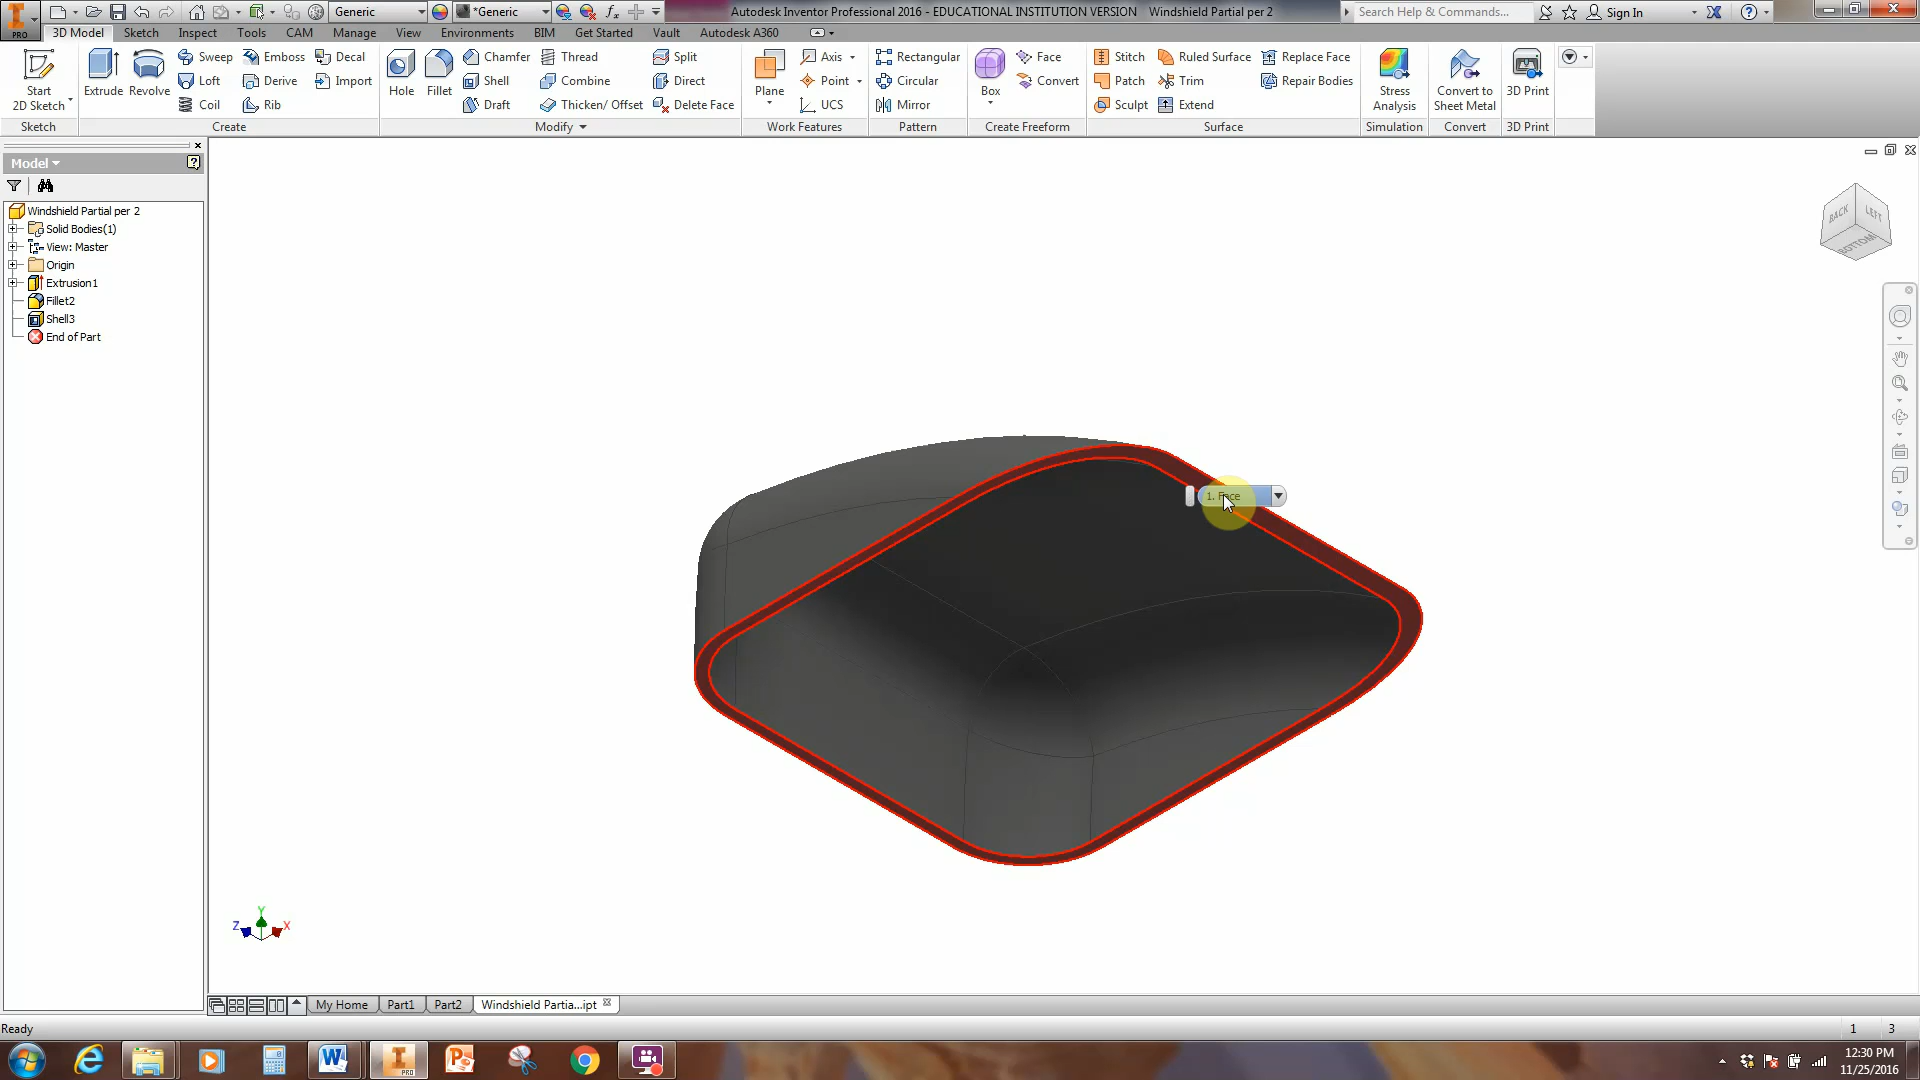 Generic
*Generic
Autodesk Inventor Professional 2016 - EDUCATIONAL INSTITUTION VERSION Windshield Partial per 2
Search Help & Commands...
Sign In
PRO
3D Model Sketch Inspect Tools CAM Manage View Environments BIM Get Started Vault Autodesk A360
Start
2D Sketch
Extrude
Revolve
Sweep
Loft
Coil
Emboss
Derive
Rib
Decal
Import
Hole
Fillet
Chamfer
Shell
Draft
Thread
Combine
Thicken/ Offset
Split
Direct
Delete Face
Plane
Axis
Point
UCS
Rectangular
Circular
Mirror
Box
Face
Convert
Stitch
Patch
Sculpt
Ruled Surface
Trim
Extend
Replace Face
Repair Bodies
Stress
Analysis
Convert to
Sheet Metal
3D Print
Sketch Create Modify Work Features Pattern Create Freeform Surface Simulation Convert 3D Print
Model
Windshield Partial per 2
Solid Bodies(1)
View: Master
Origin
Extrusion1
Fillet2
Shell3
End of Part
BACK
LEFT
BOTTOM
1. Face
Z
Y
X
My Home Part1 Part2 Windshield Partia...ipt
Ready
1 3
PRO
12:30 PM
11/25/2016